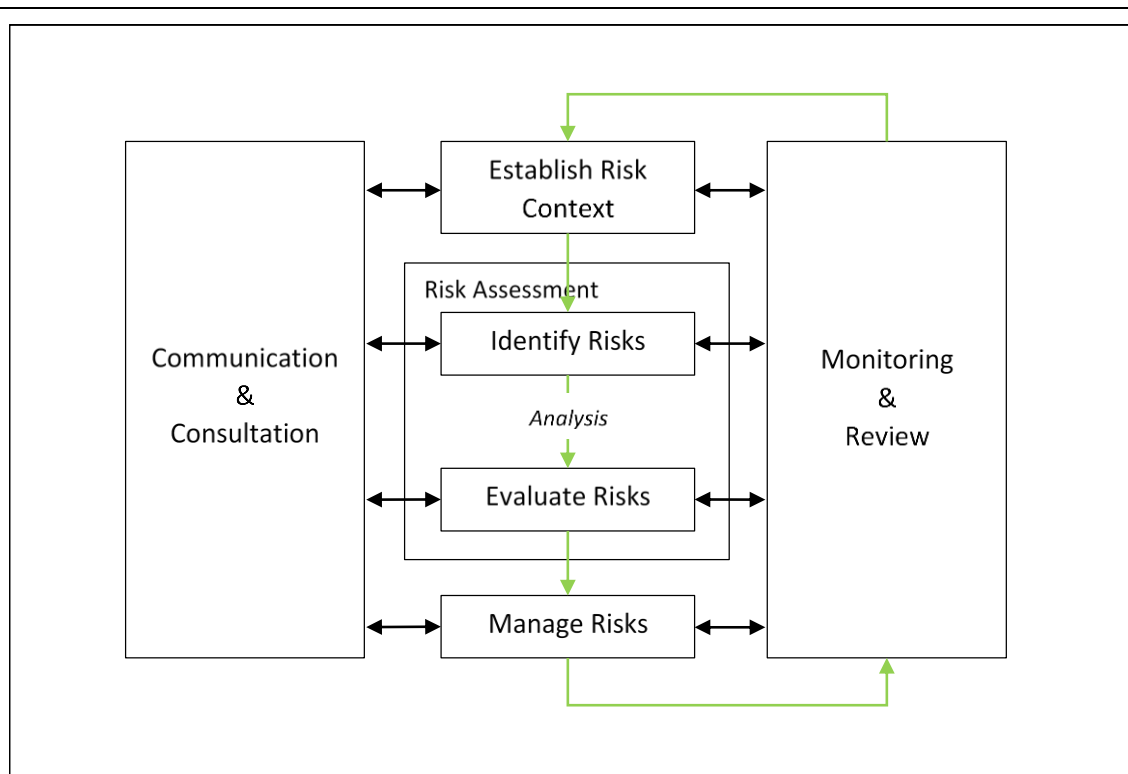 Establish Risk
Context
Risk Assessment
Identify Risks
Communication
&
Consultation
Monitoring
&
Review
Analysis
Evaluate Risks
Manage Risks